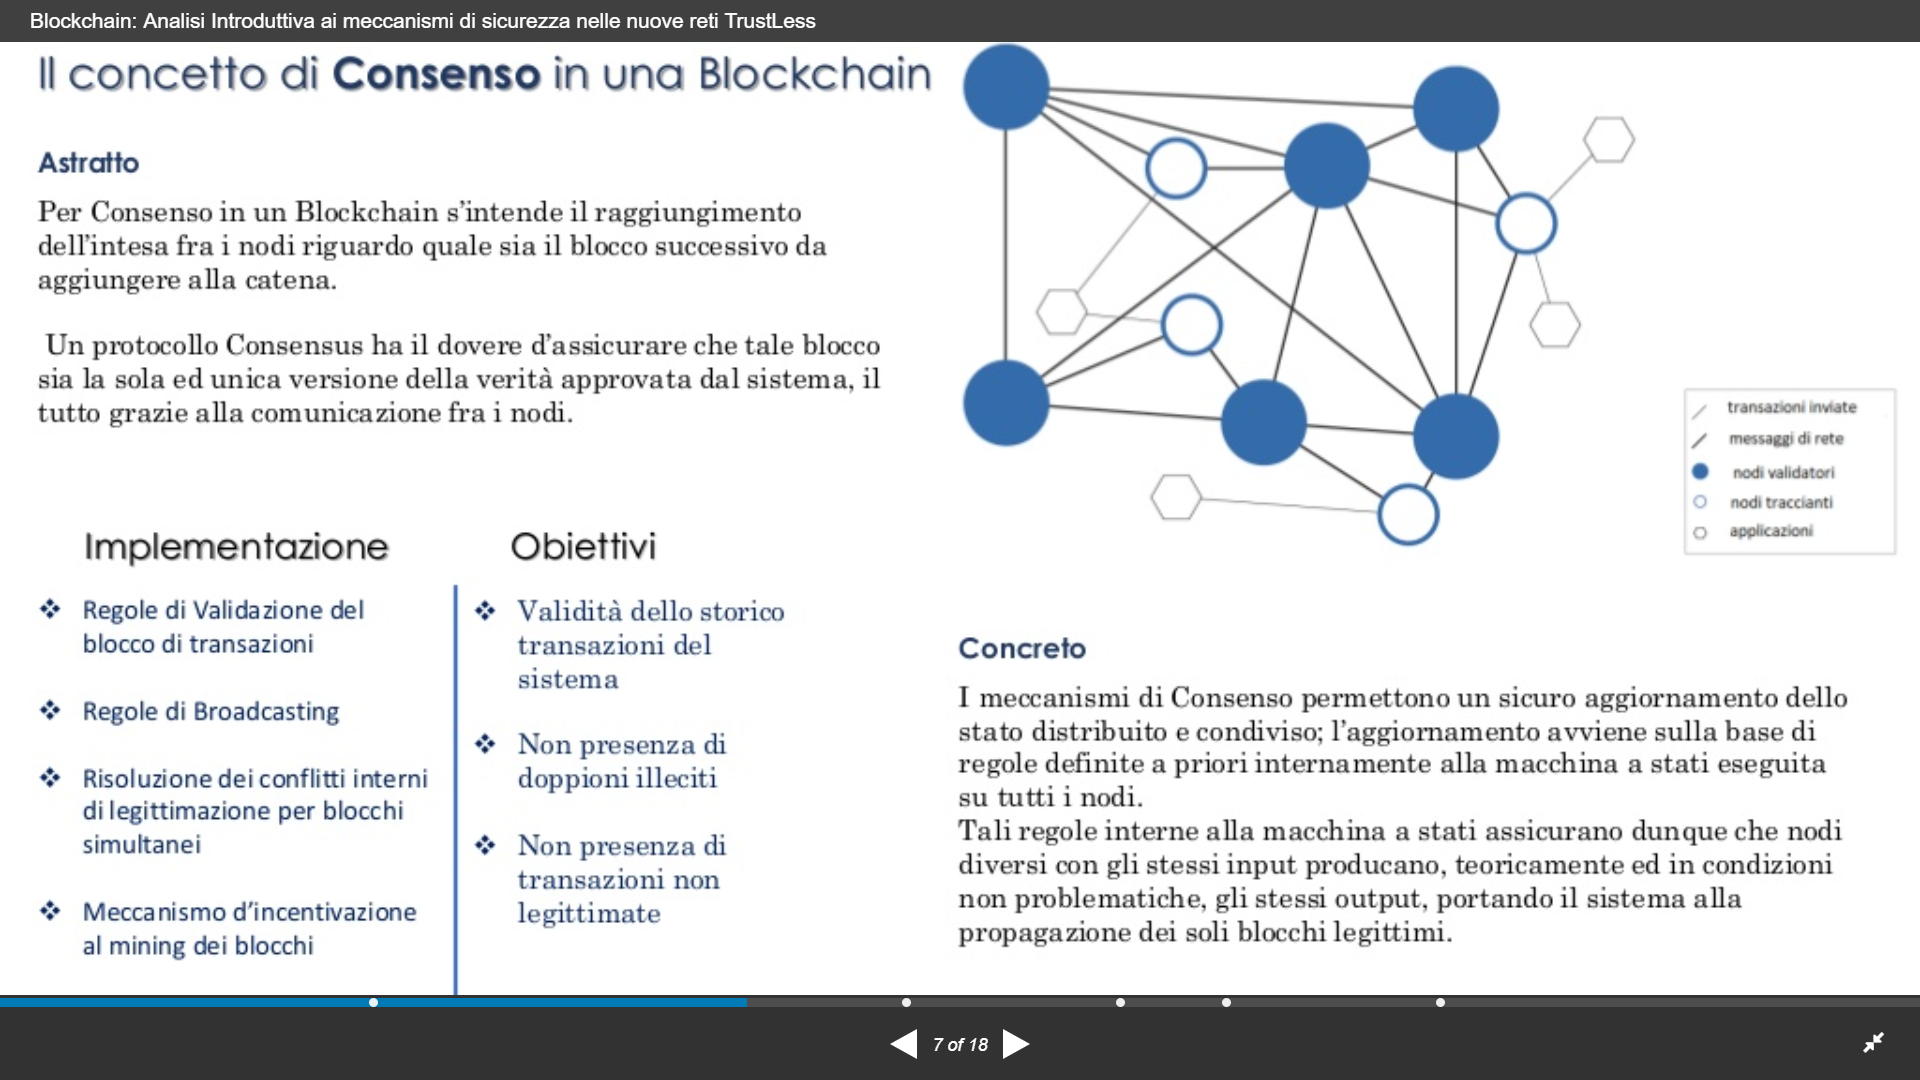 Blockchain: Analisi Introduttiva ai meccanismi di sicurezza nelle nuove reti TrustLess
Il concetto di Consenso in una Blockchain
Astratto
Per Consenso in un Blockchain s'intende il raggiungimento
dell'intesa fra i nodi riguardo quale sia il blocco successivo da
aggiungere alla catena.
Un protocollo Consensus ha il dovere d'assicurare che tale blocco
sia la sola ed unica versione della verità approvata dal sistema, il
tutto grazie alla comunicazione fra i nodi.
transazioni inviate
messaggi di rete
nodi validatori
nodi traccianti
applicazioni
Implementazione
Regole di Validazione del
blocco di transazioni
Regole di Broadcasting
Risoluzione dei conflitti interni
di legittimazione per blocchi
simultanei
Meccanismo d'incentivazione
al mining dei blocchi
Obiettivi
Validità dello storico
transazioni del
sistema
Non presenza di
doppioni illeciti
Non presenza di
transazioni non
legittimate
Concreto
I meccanismi di Consenso permettono un sicuro aggiornamento dello
stato distribuito e condiviso; l'aggiornamento avviene sulla base di
regole definite a priori internamente alla macchina a stati eseguita
su tutti i nodi.
Tali regole interne alla macchina a stati assicurano dunque che nodi
diversi con gli stessi input producano, teoricamente ed in condizioni
non problematiche, gli stessi output, portando il sistema alla
propagazione dei soli blocchi legittimi.
7 of 18